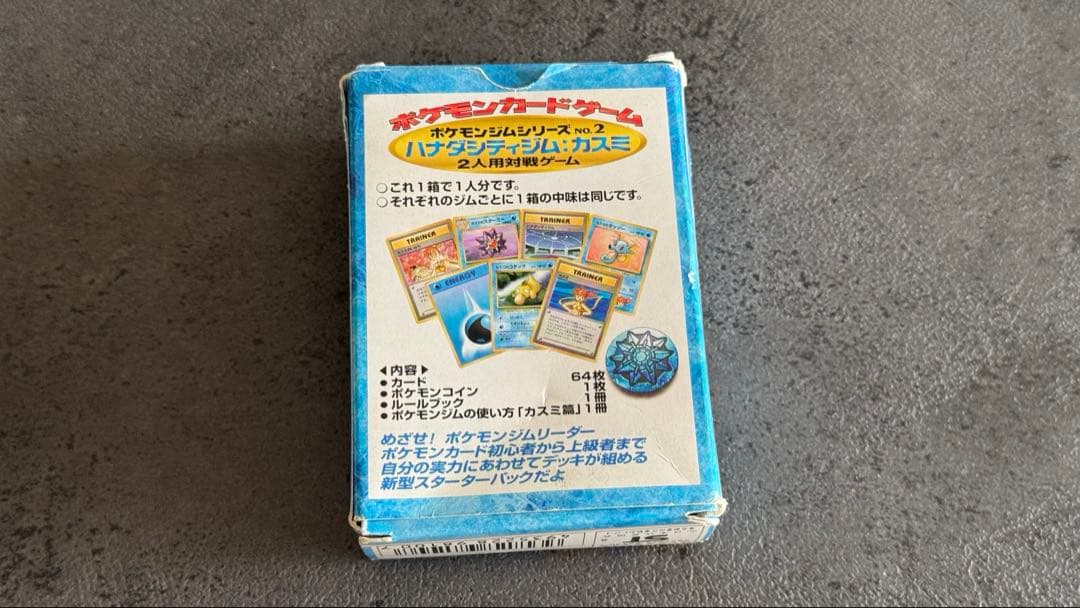 ポケモンカードゲーム
ポケモンジムシリーズ NO.2
ハナダシティジム:カスミ
2人用対戦ゲーム
○これ1箱で1人分です。
○それぞれのジムごとに1箱の中味は同じです。
TRAINER
TRAINER
ENERGY
TRAINER
◀内容▶
●カード 64枚
●ポケモンコイン 1枚
●ルールブック 1冊
●ポケモンジムの使い方「カスミ篇」1冊
めざせ! ポケモンジムリーダー
ポケモンカード初心者から上級者まで
自分の実力にあわせてデッキが組める
新型スターターパックだよ
ST